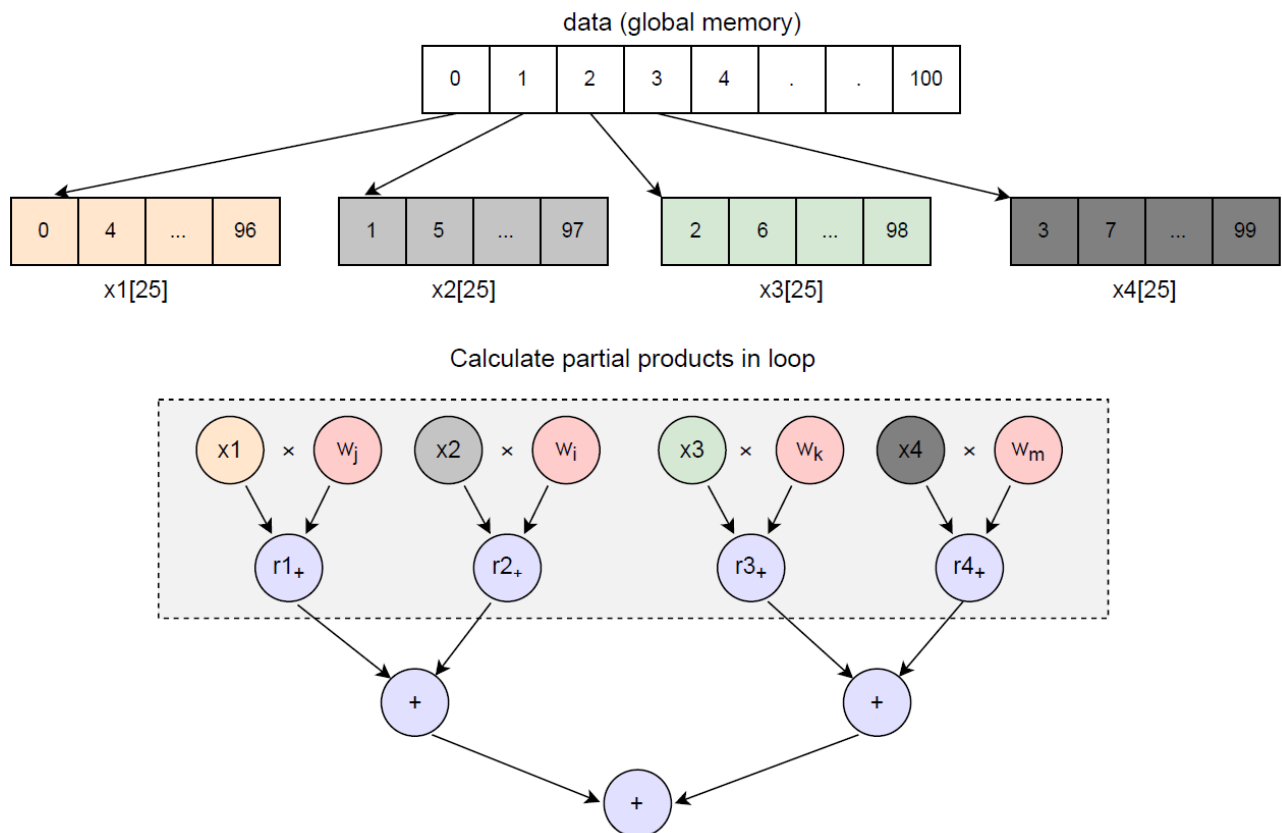 data (global memory)
0 1 2 3 4 . . 100
0 4 ... 96 1 5 ... 97 2 6 ... 98 3 7 ... 99
x1[25] x2[25] x3[25] x4[25]
Calculate partial products in loop
x1 × wj x2 × wi x3 × wk x4 × wm
r1+ r2+ r3+ r4+
+ +
+